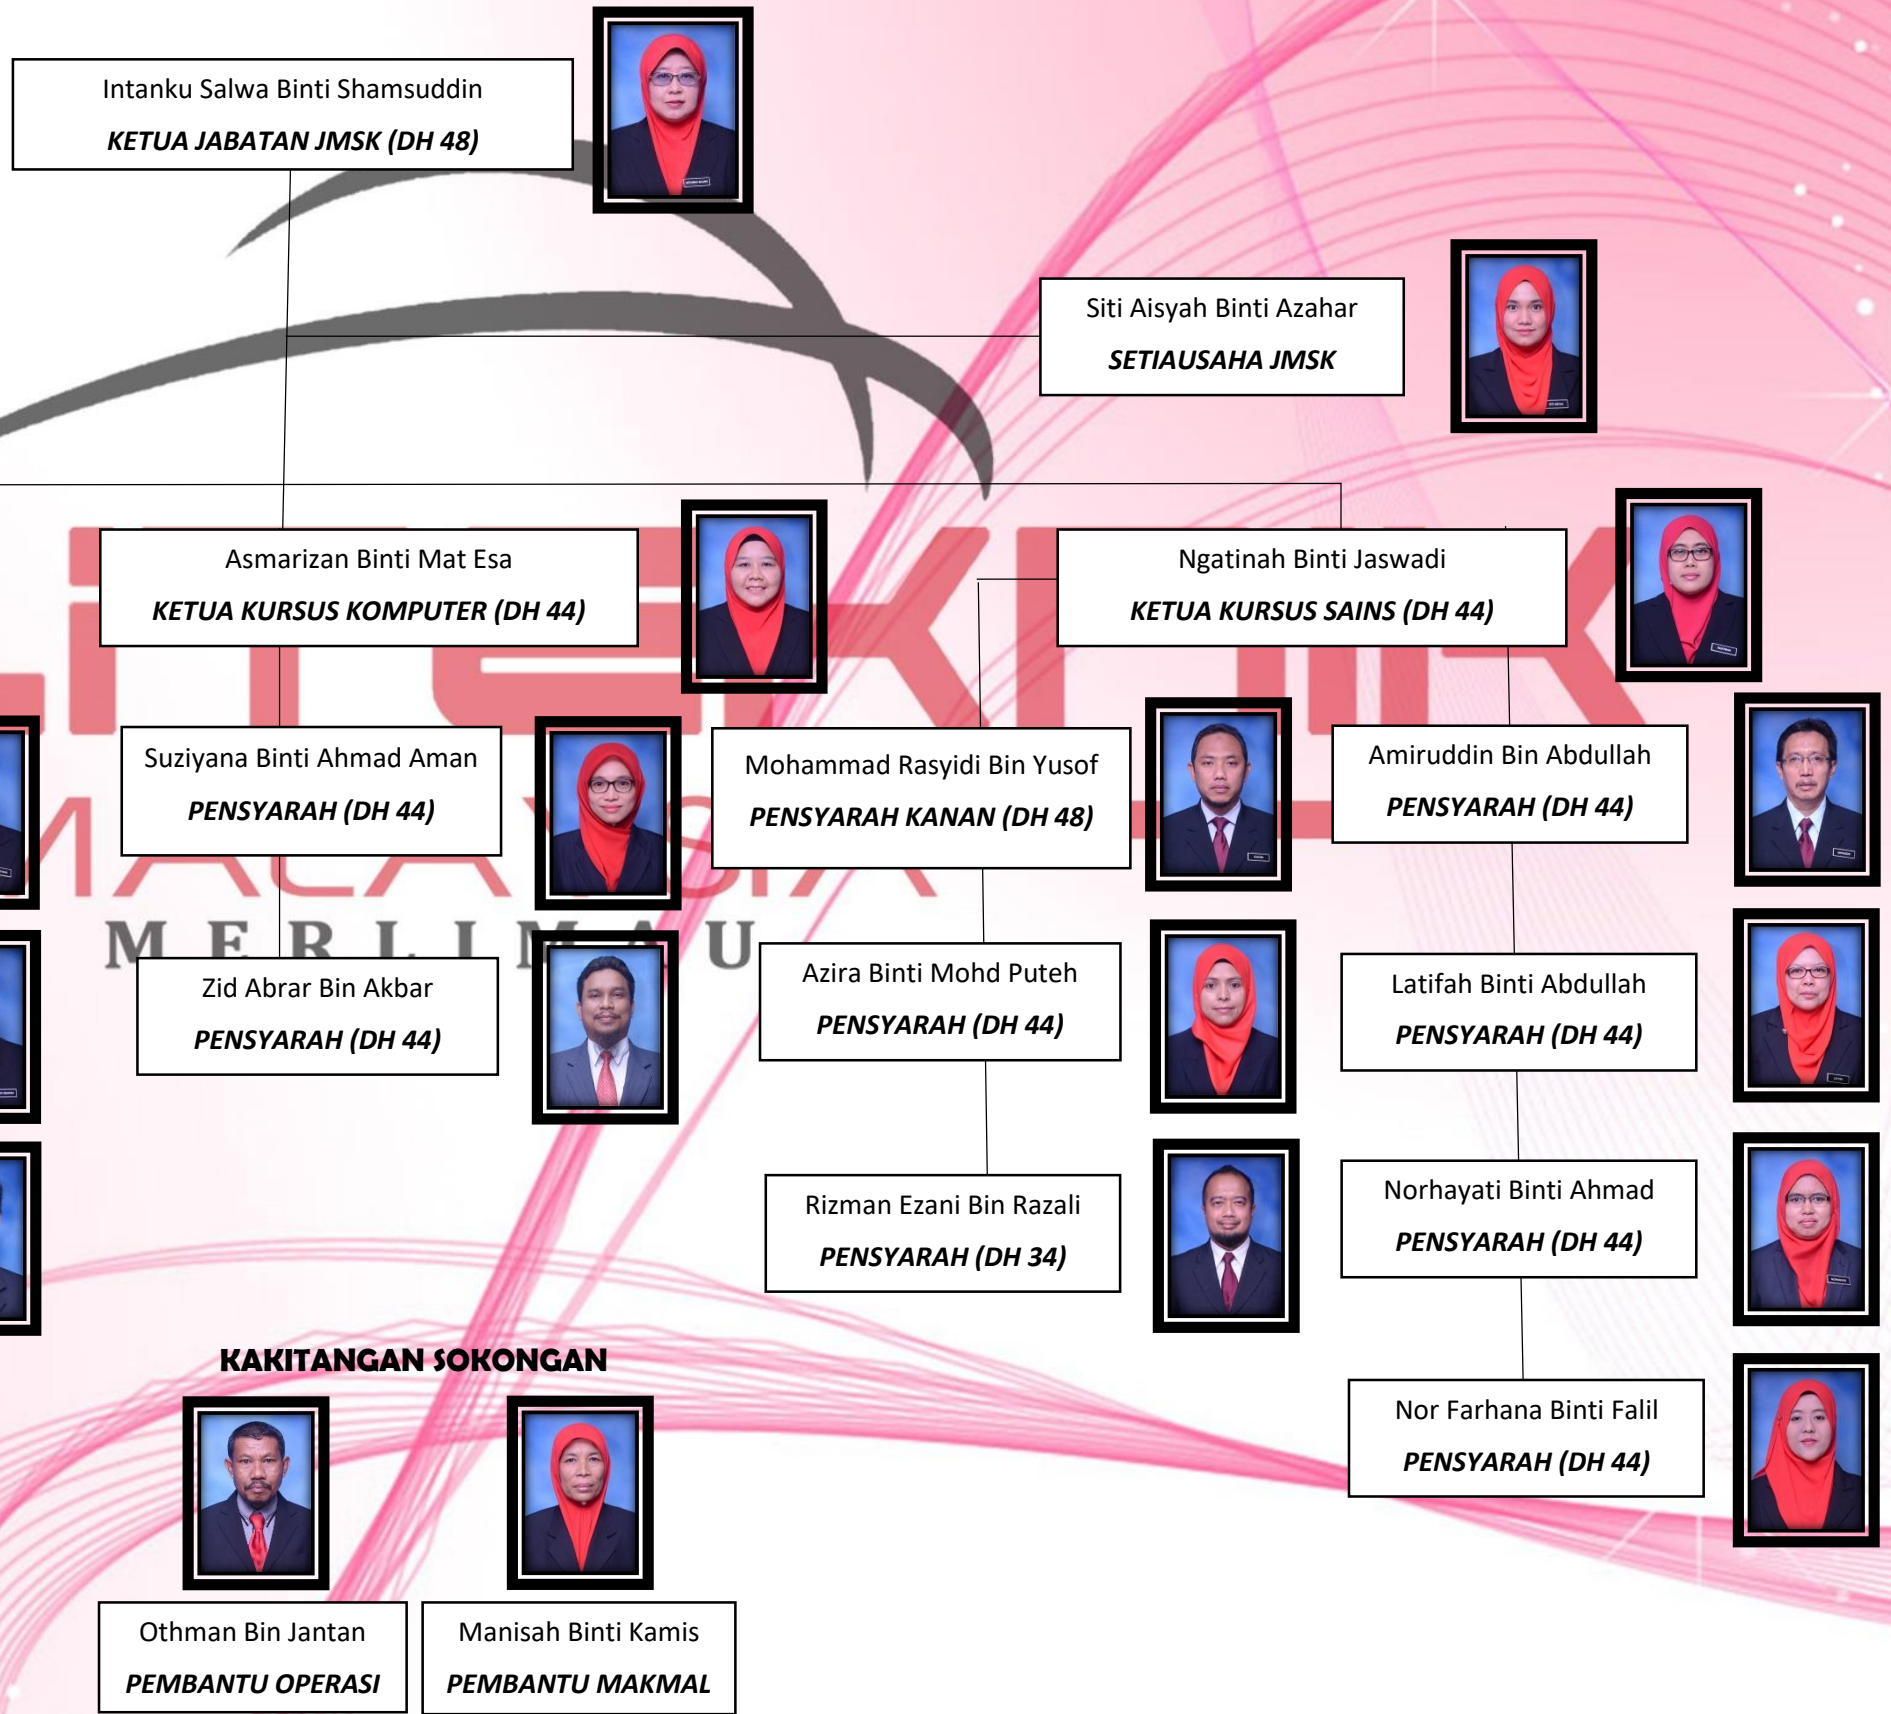 Intanku Salwa Binti Shamsuddin
KETUA JABATAN JMSK (DH 48)
Siti Aisyah Binti Azahar
SETIAUSAHA JMSK
Asmarizan Binti Mat Esa
KETUA KURSUS KOMPUTER (DH 44)
Ngatinah Binti Jaswadi
KETUA KURSUS SAINS (DH 44)
Suziyana Binti Ahmad Aman
PENSYARAH (DH 44)
Mohammad Rasyidi Bin Yusof
PENSYARAH KANAN (DH 48)
Amiruddin Bin Abdullah
PENSYARAH (DH 44)
MALAYSIA
MERLIMAU
Zid Abrar Bin Akbar
PENSYARAH (DH 44)
Azira Binti Mohd Puteh
PENSYARAH (DH 44)
Latifah Binti Abdullah
PENSYARAH (DH 44)
Rizman Ezani Bin Razali
PENSYARAH (DH 34)
Norhayati Binti Ahmad
PENSYARAH (DH 44)
Nor Farhana Binti Falil
PENSYARAH (DH 44)
KAKITANGAN SOKONGAN
Othman Bin Jantan
PEMBANTU OPERASI
Manisah Binti Kamis
PEMBANTU MAKMAL